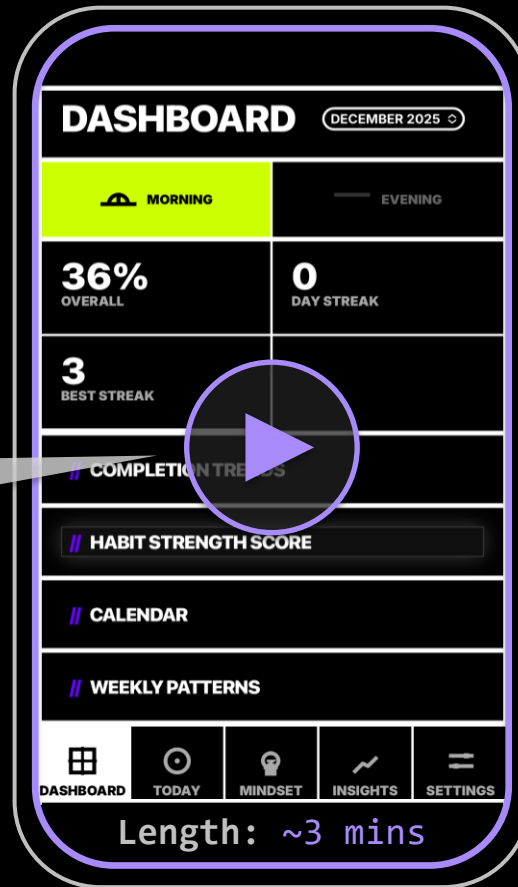 DASHBOARD
DECEMBER 2025
MORNING
EVENING
36%
OVERALL
0
DAY STREAK
3
BEST STREAK
// COMPLETION TRENDS
// HABIT STRENGTH SCORE
// CALENDAR
// WEEKLY PATTERNS
DASHBOARD TODAY MINDSET INSIGHTS SETTINGS
Length: ~3 mins